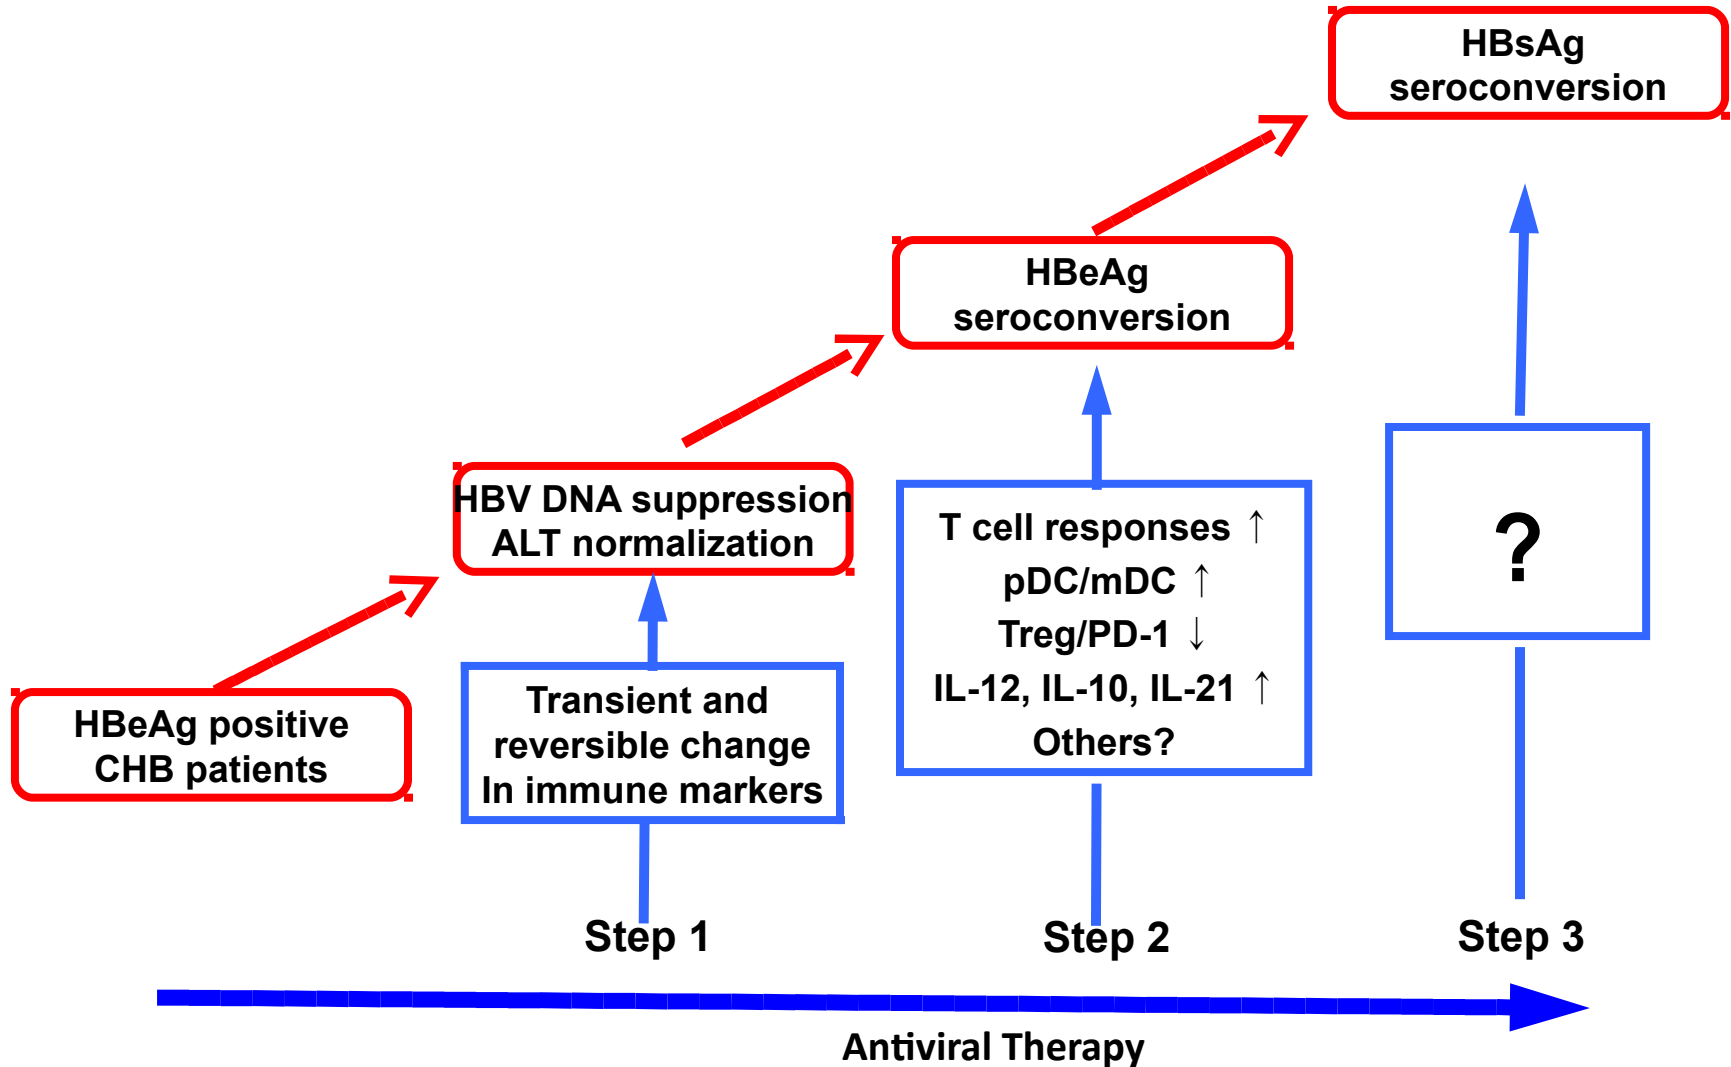 HBsAg
seroconversion
HBeAg
seroconversion
HBV DNA suppression
ALT normalization
HBeAg positive
CHB patients
Transient and
reversible change
In immune markers
T cell responses ↑
pDC/mDC ↑
Treg/PD-1 ↓
IL-12, IL-10, IL-21 ↑
Others?
?
Step 1
Step 2
Step 3
Antiviral Therapy